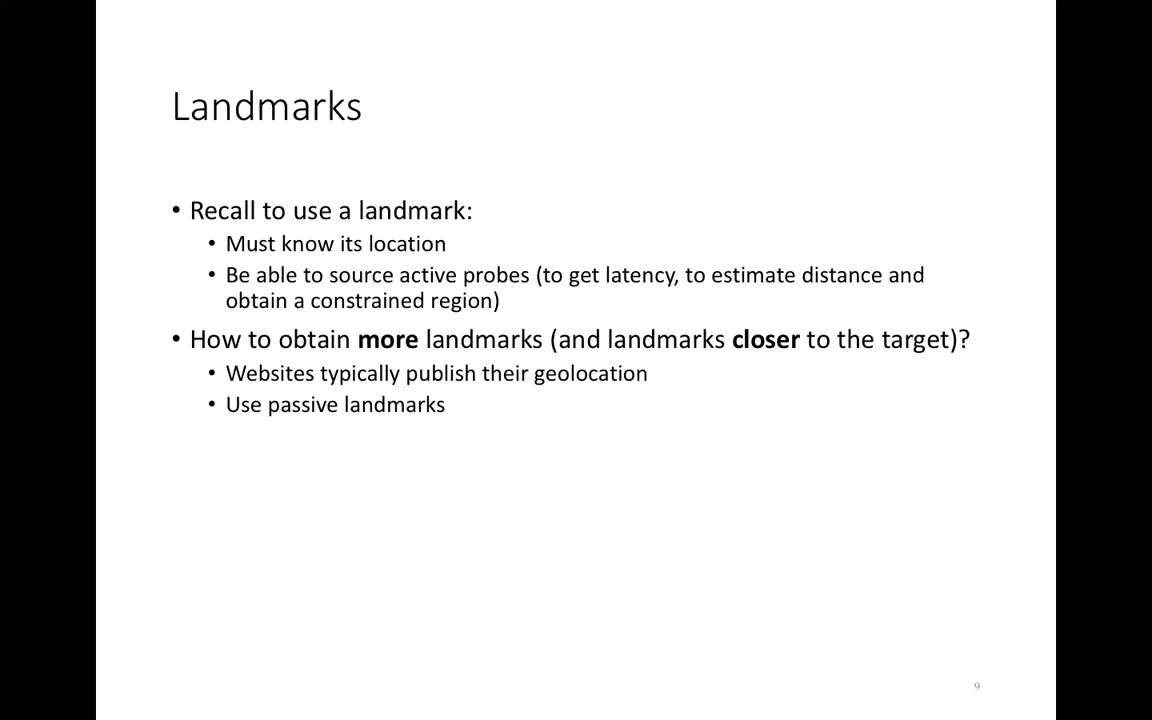 Landmarks
• Recall to use a landmark:
• Must know its location
• Be able to source active probes (to get latency, to estimate distance and
obtain a constrained region)
• How to obtain more landmarks (and landmarks closer to the target)?
• Websites typically publish their geolocation
• Use passive landmarks
9